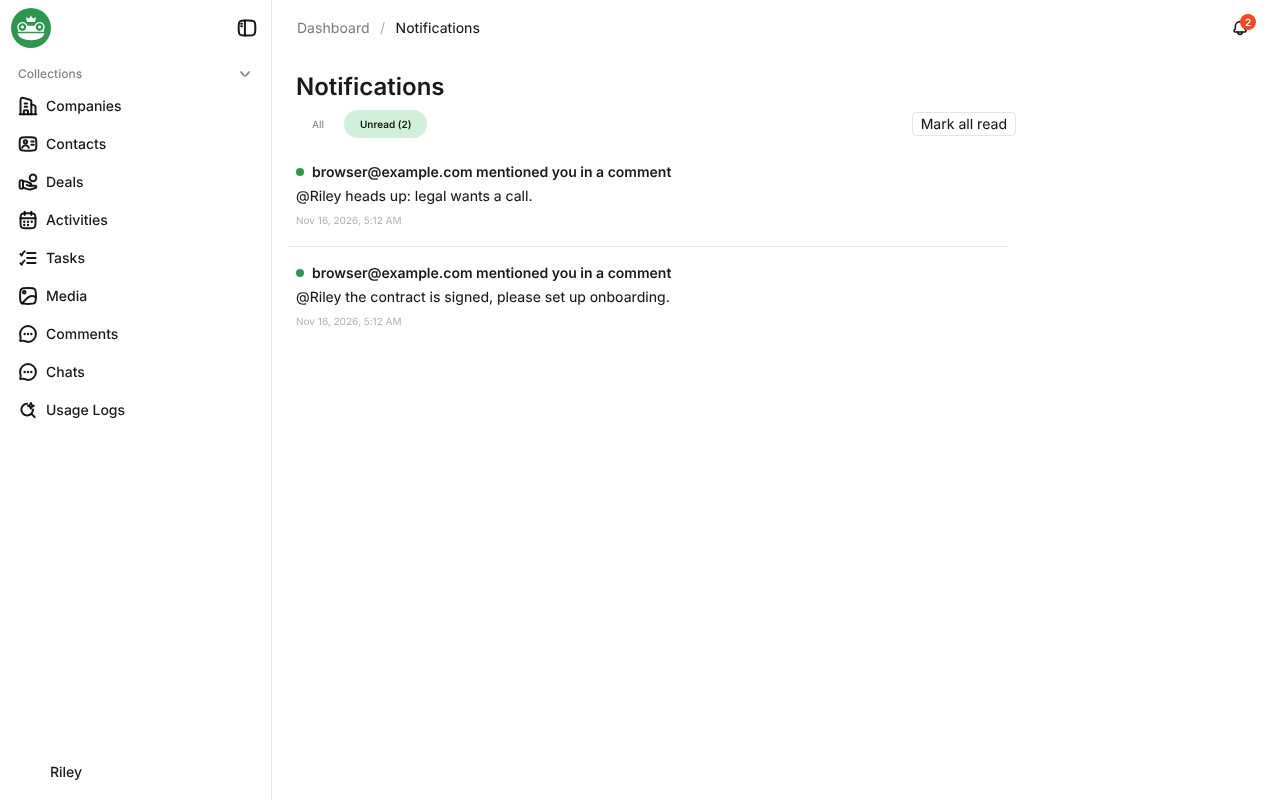 Dashboard / Notifications
2
Collections
Companies
Contacts
Deals
Activities
Tasks
Media
Comments
Chats
Usage Logs
Riley
Notifications
All
Unread (2)
Mark all read
browser@example.com mentioned you in a comment
@Riley heads up: legal wants a call.
Nov 16, 2026, 5:12 AM
browser@example.com mentioned you in a comment
@Riley the contract is signed, please set up onboarding.
Nov 16, 2026, 5:12 AM